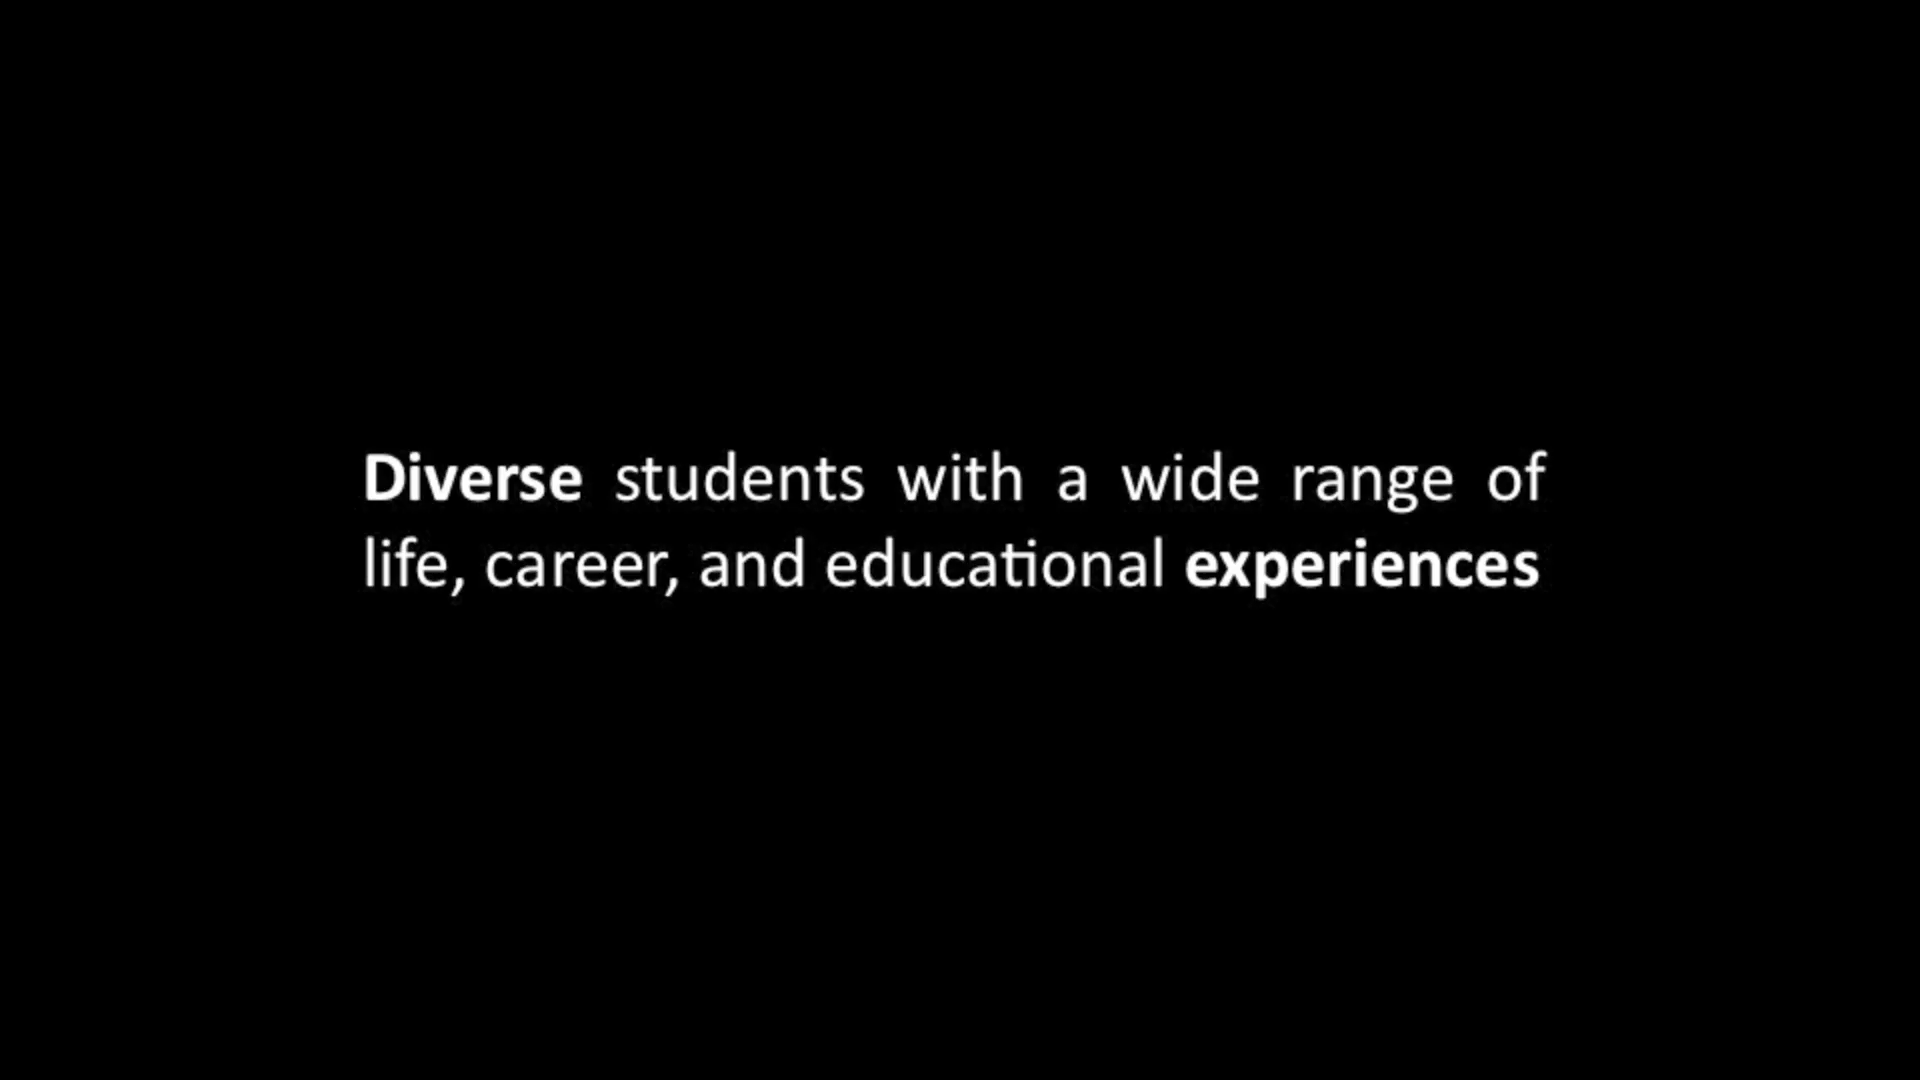 Diverse students with a wide range of
life, career, and educational experiences